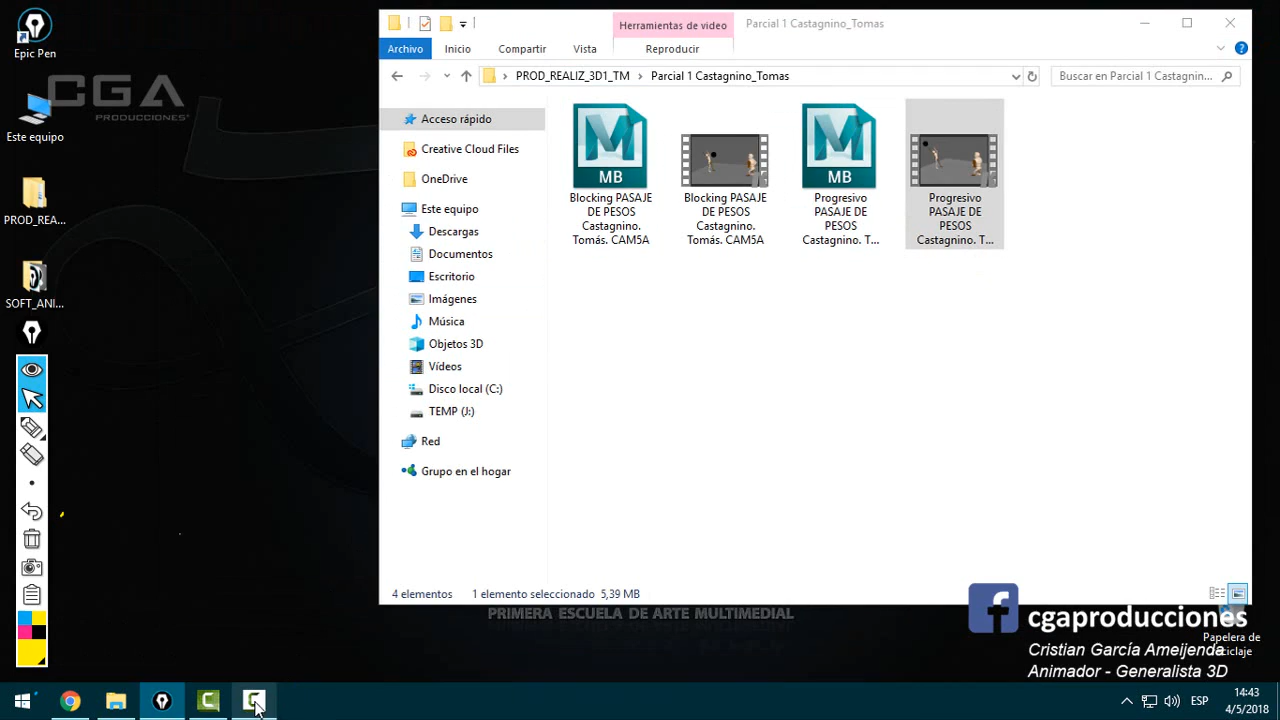 Epic Pen
CGA
PRODUCCIONES
Este equipo
PROD_REA...
SOFT_ANI...
Herramientas de video
Parcial 1 Castagnino_Tomas
Archivo
Inicio
Compartir
Vista
Reproducir
PROD_REALIZ_3D1_TM
Parcial 1 Castagnino_Tomas
Buscar en Parcial 1 Castagnin...
Acceso rápido
Creative Cloud Files
OneDrive
Este equipo
Descargas
Documentos
Escritorio
Imágenes
Música
Objetos 3D
Vídeos
Disco local (C:)
TEMP (J:)
Red
Grupo en el hogar
MB
Blocking PASAJE
DE PESOS
Castagnino.
Tomás. CAM5A
Blocking PASAJE
DE PESOS
Castagnino.
Tomás. CAM5A
MB
Progresivo
PASAJE DE
PESOS
Castagnino. T...
Progresivo
PASAJE DE
PESOS
Castagnino. T...
4 elementos
1 elemento seleccionado 5,39 MB
PRIMERA ESCUELA DE ARTE MULTIMEDIAL
cgaproducciones
Cristian García Ameijenda
Animador - Generalista 3D
Papelera de
reciclaje
ESP
14:43
4/5/2018